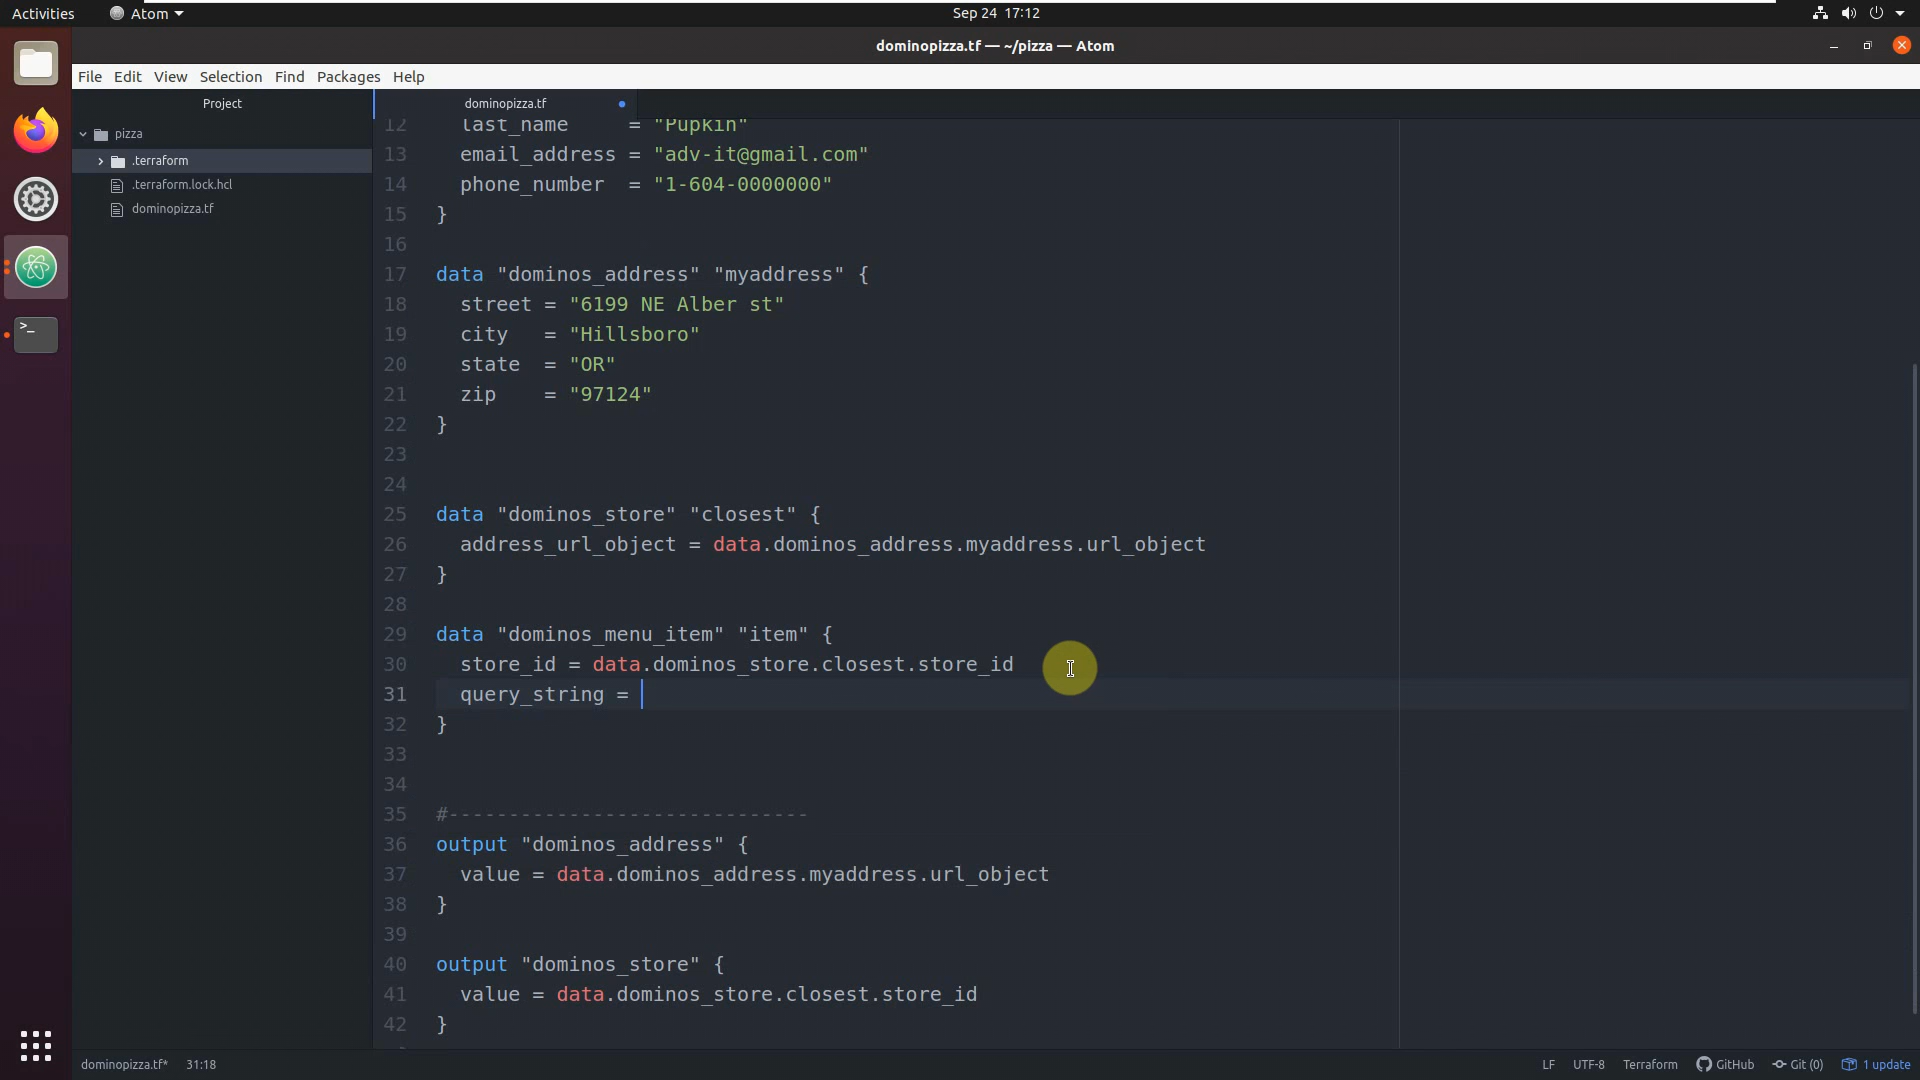 Activities
Atom
Sep 24 17:12
dominopizza.tf — ~/pizza — Atom
File Edit View Selection Find Packages Help
Project
pizza
.terraform
.terraform.lock.hcl
dominopizza.tf
dominopizza.tf
12 last_name = "Pupkin"
13 email_address = "adv-it@gmail.com"
14 phone_number = "1-604-0000000"
15 }
16
17 data "dominos_address" "myaddress" {
18 street = "6199 NE Alber st"
19 city = "Hillsboro"
20 state = "OR"
21 zip = "97124"
22 }
23
24
25 data "dominos_store" "closest" {
26 address_url_object = data.dominos_address.myaddress.url_object
27 }
28
29 data "dominos_menu_item" "item" {
30 store_id = data.dominos_store.closest.store_id
31 query_string =
32 }
33
34
35 #------------------------------
36 output "dominos_address" {
37 value = data.dominos_address.myaddress.url_object
38 }
39
40 output "dominos_store" {
41 value = data.dominos_store.closest.store_id
42 }
dominopizza.tf* 31:18
LF UTF-8 Terraform GitHub Git (0) 1 update